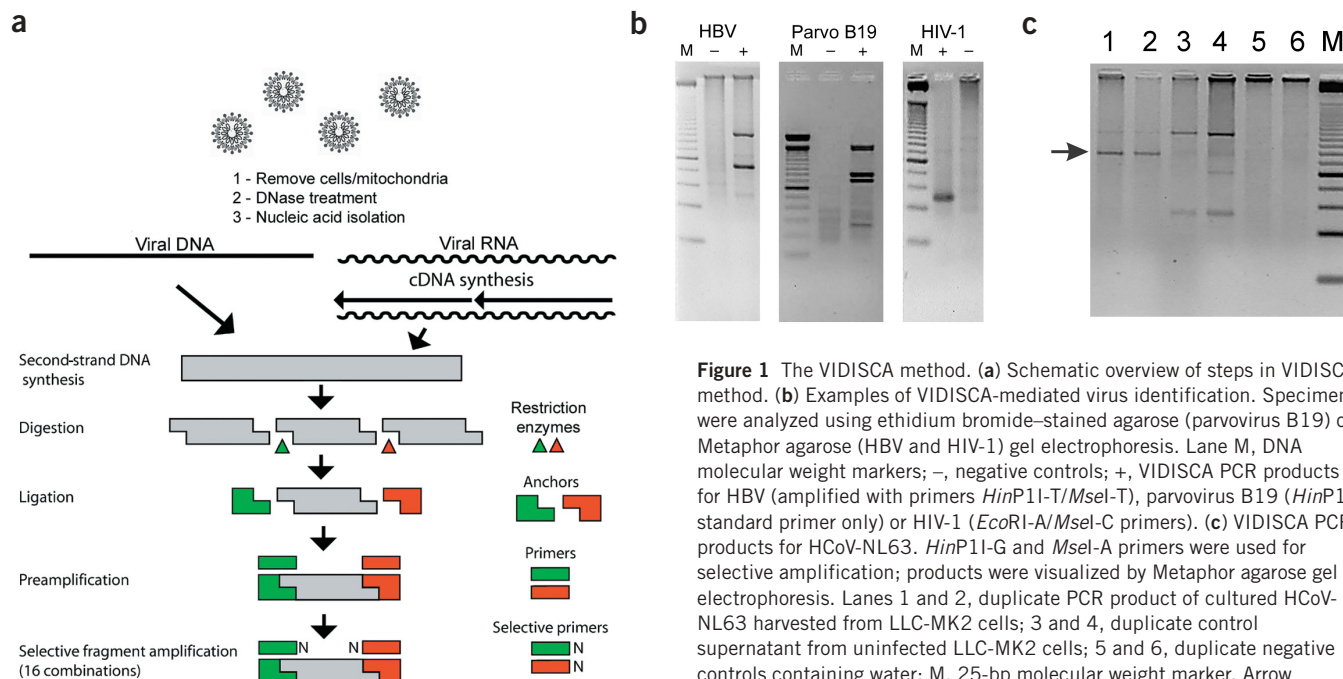 a
1 - Remove cells/mitochondria
2 - DNase treatment
3 - Nucleic acid isolation
Viral DNA
Viral RNA
cDNA synthesis
Second-strand DNA
synthesis
Digestion
Restriction
enzymes
Ligation
Anchors
Preamplification
Primers
Selective fragment amplification
(16 combinations)
N
N
Selective primers
N
N
b
HBV
M – +
Parvo B19
M – +
HIV-1
M + –
c
1 2 3 4 5 6 M
Figure 1 The VIDISCA method. (a) Schematic overview of steps in VIDISC
method. (b) Examples of VIDISCA-mediated virus identification. Specimen
were analyzed using ethidium bromide–stained agarose (parvovirus B19) o
Metaphor agarose (HBV and HIV-1) gel electrophoresis. Lane M, DNA
molecular weight markers; –, negative controls; +, VIDISCA PCR products
for HBV (amplified with primers HinP1I-T/MseI-T), parvovirus B19 (HinP1
standard primer only) or HIV-1 (EcoRI-A/MseI-C primers). (c) VIDISCA PCR
products for HCoV-NL63. HinP1I-G and MseI-A primers were used for
selective amplification; products were visualized by Metaphor agarose gel
electrophoresis. Lanes 1 and 2, duplicate PCR product of cultured HCoV-
NL63 harvested from LLC-MK2 cells; 3 and 4, duplicate control
supernatant from uninfected LLC-MK2 cells; 5 and 6, duplicate negative
controls containing water; M, 25-bp molecular weight marker. Arrow